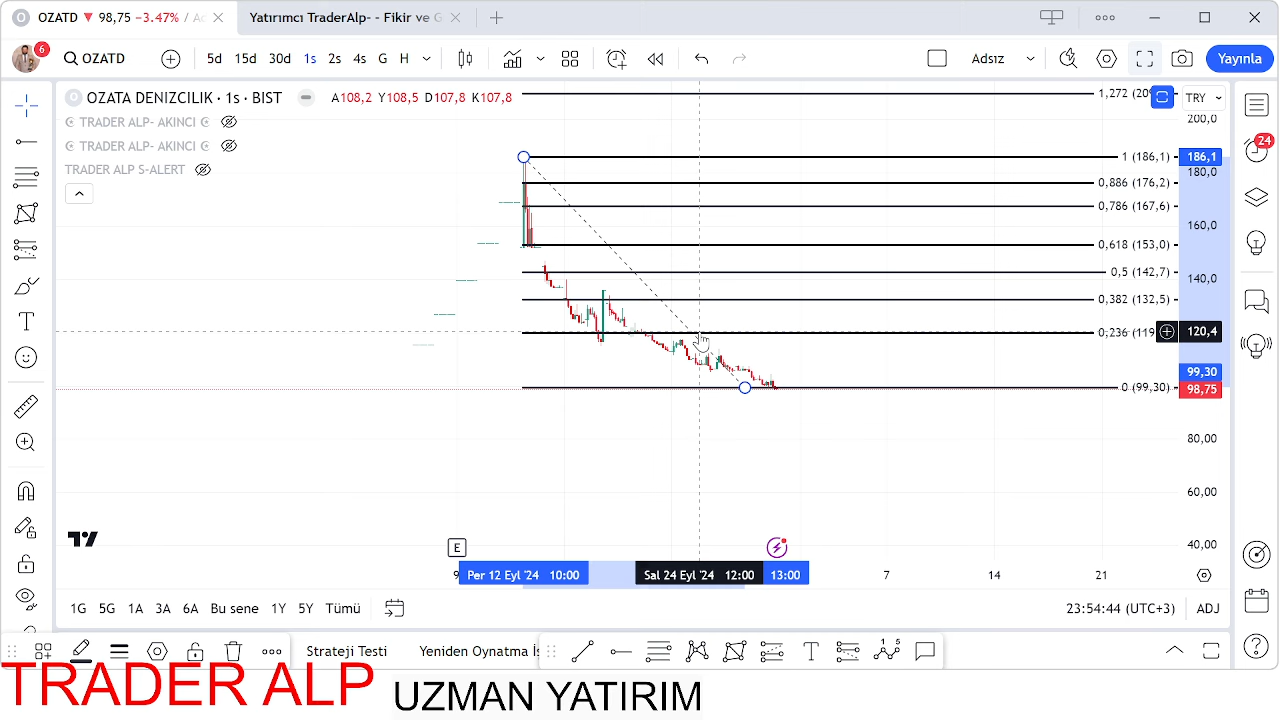 OZATD ▼ 98,75 −3.47% / Ad
Yatırımcı TraderAlp- - Fikir ve G
6
OZATD
5d 15d 30d 1s 2s 4s G H
Adsız
Yayınla
OZATA DENIZCILIK · 1s · BIST
A108,2 Y108,5 D107,8 K107,8
TRADER ALP- AKINCI
TRADER ALP- AKINCI
TRADER ALP S-ALERT
TRY
24
1 (186,1)
0,886 (176,2)
0,786 (167,6)
0,618 (153,0)
0,5 (142,7)
0,382 (132,5)
0 (99,30)
200,0
186,1
180,0
160,0
140,0
120,4
99,30
98,75
80,00
60,00
40,00
E
Per 12 Eyl '24 10:00
Sal 24 Eyl '24 12:00
13:00
7
14
21
1G 5G 1A 3A 6A Bu sene 1Y 5Y Tümü
23:54:44 (UTC+3)
ADJ
Strateji Testi
Yeniden Oynatma
TRADER ALP UZMAN YATIRIM